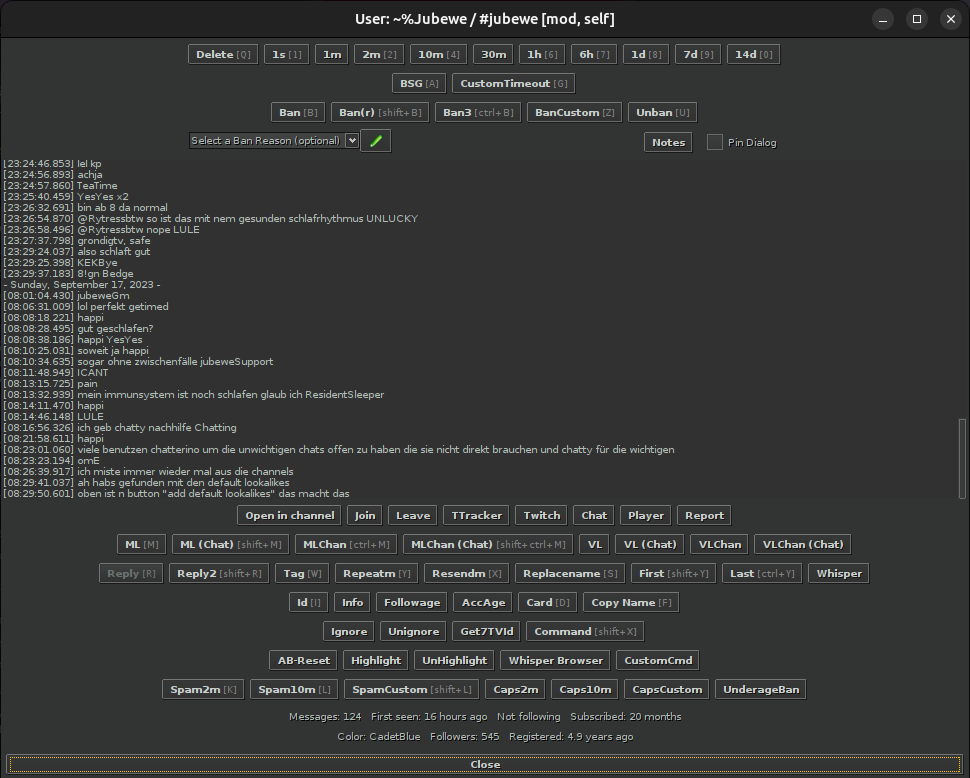 User: ~%Jubewe / #jubewe [mod, self]
Delete [Q] 1s [1] 1m 2m [2] 10m [4] 30m 1h [6] 6h [7] 1d [8] 7d [9] 14d [0]
BSG [A] CustomTimeout [G]
Ban [B] Ban(r) [shift+B] Ban3 [ctrl+B] BanCustom [Z] Unban [U]
Select a Ban Reason (optional) Notes Pin Dialog
[23:24:46.853] lel kp
[23:24:56.893] achja
[23:24:57.860] TeaTime
[23:25:40.459] YesYes x2
[23:26:32.691] bin ab 8 da normal
[23:26:54.870] @Rytressbtw so ist das mit nem gesunden schlafrhythmus UNLUCKY
[23:26:58.496] @Rytressbtw nope LULE
[23:27:37.798] grondigtv, safe
[23:29:24.037] also schlaft gut
[23:29:25.398] KEKBye
[23:29:37.183] 8!gn Bedge
- Sunday, September 17, 2023 -
[08:01:04.430] jubeweGm
[08:06:31.009] lol perfekt getimed
[08:08:18.221] happi
[08:08:28.495] gut geschlafen?
[08:08:38.186] happi YesYes
[08:10:25.031] soweit ja happi
[08:10:34.635] sogar ohne zwischenfälle jubeweSupport
[08:11:48.949] ICANT
[08:13:15.725] pain
[08:13:32.939] mein immunsystem ist noch schlafen glaub ich ResidentSleeper
[08:14:11.470] happi
[08:14:46.148] LULE
[08:16:56.326] ich geb chatty nachhilfe Chatting
[08:21:58.611] happi
[08:23:01.060] viele benutzen chatterino um die unwichtigen chats offen zu haben die sie nicht direkt brauchen und chatty für die wichtigen
[08:23:23.194] omE
[08:26:39.917] ich miste immer wieder mal aus die channels
[08:29:41.037] ah habs gefunden mit den default lookalikes
[08:29:50.601] oben ist n button "add default lookalikes" das macht das
Open in channel Join Leave TTracker Twitch Chat Player Report
ML [M] ML (Chat) [shift+M] MLChan [ctrl+M] MLChan (Chat) [shift+ctrl+M] VL VL (Chat) VLChan VLChan (Chat)
Reply [R] Reply2 [shift+R] Tag [W] Repeatm [Y] Resendm [X] Replacename [S] First [shift+Y] Last [ctrl+Y] Whisper
Id [I] Info Followage AccAge Card [D] Copy Name [F]
Ignore Unignore Get7TVId Command [shift+X]
AB-Reset Highlight UnHighlight Whisper Browser CustomCmd
Spam2m [K] Spam10m [L] SpamCustom [shift+L] Caps2m Caps10m CapsCustom UnderageBan
Messages: 124 First seen: 16 hours ago Not following Subscribed: 20 months
Color: CadetBlue Followers: 545 Registered: 4.9 years ago
Close